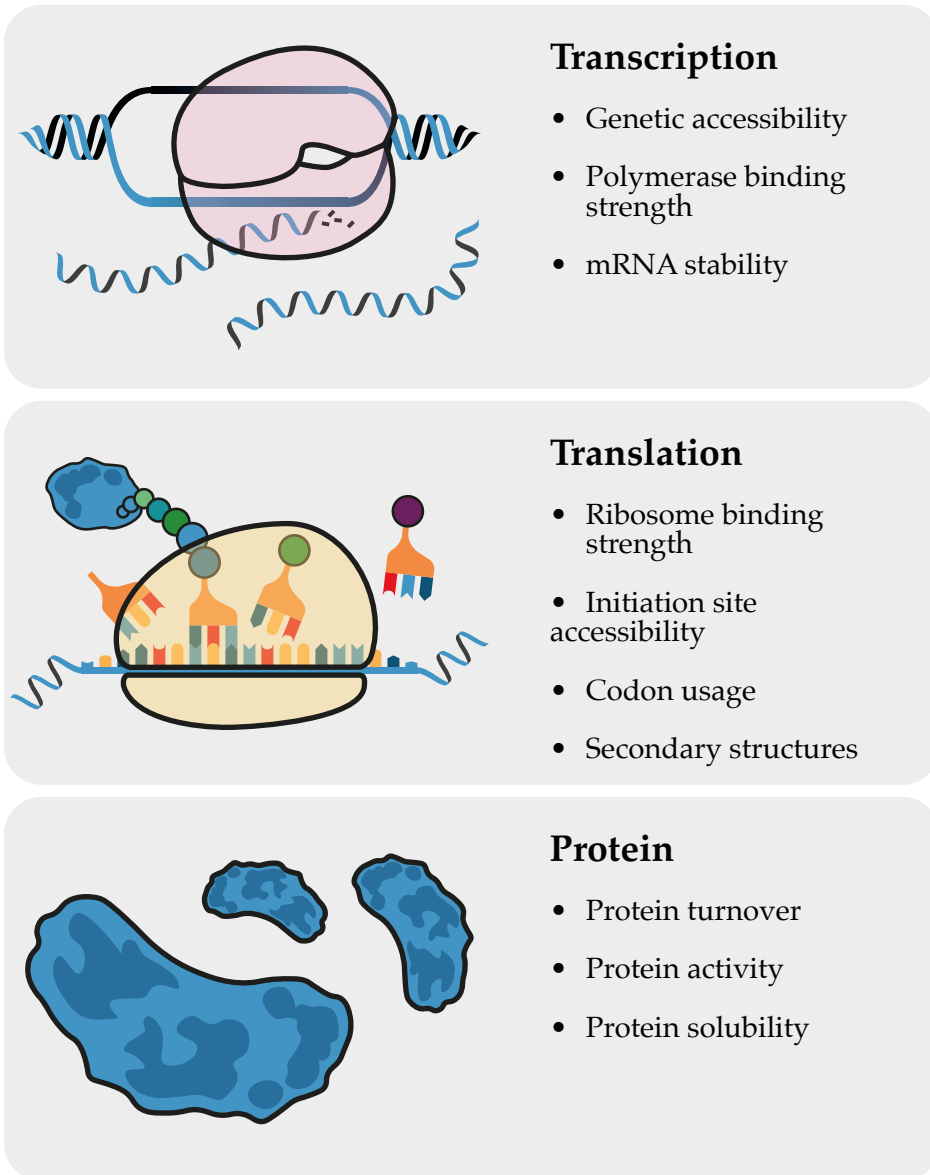 Transcription
• Genetic accessibility
• Polymerase binding
strength
• mRNA stability
Translation
• Ribosome binding
strength
• Initiation site
accessibility
• Codon usage
• Secondary structures
Protein
• Protein turnover
• Protein activity
• Protein solubility